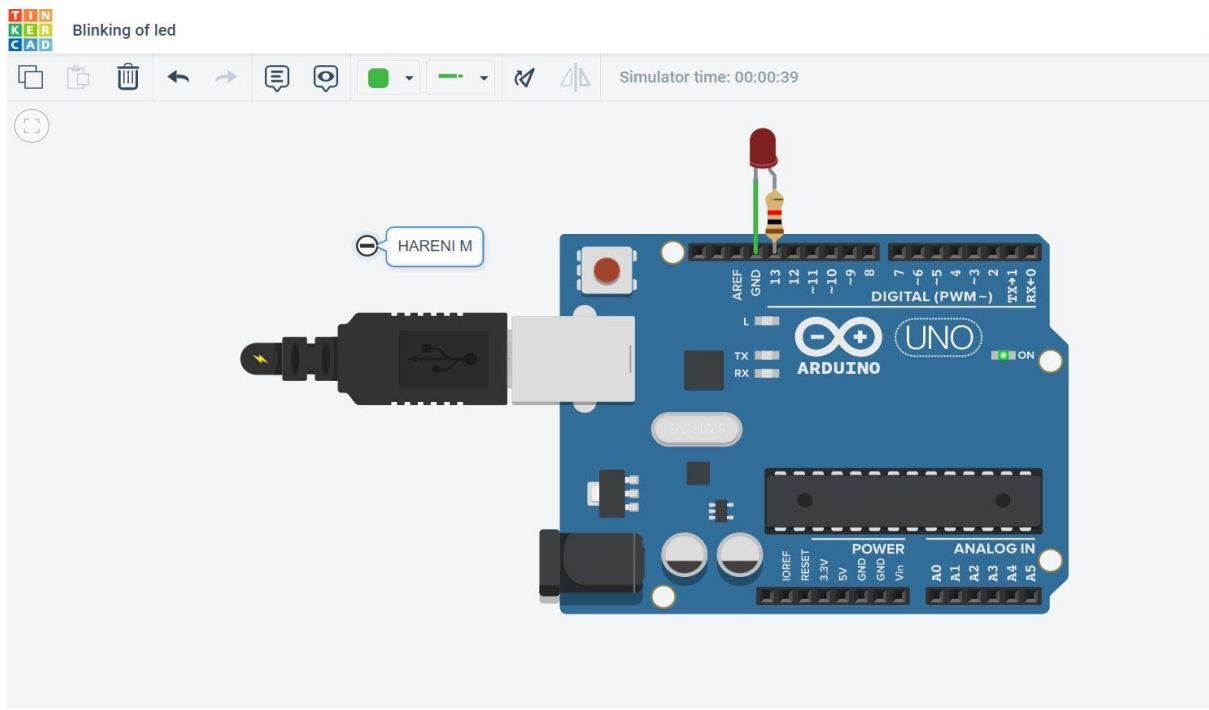 TIN
KER
CAD
Blinking of led
Simulator time: 00:00:39
HARENI M
AREF
GND
13
12
~11
~10
~9
8
7
~6
~5
4
~3
2
TX→1
RX←0
DIGITAL (PWM~)
L
TX
RX
ARDUINO
UNO
ON
POWER
ANALOG IN
IOREF
RESET
3.3V
5V
GND
GND
Vin
A0
A1
A2
A3
A4
A5